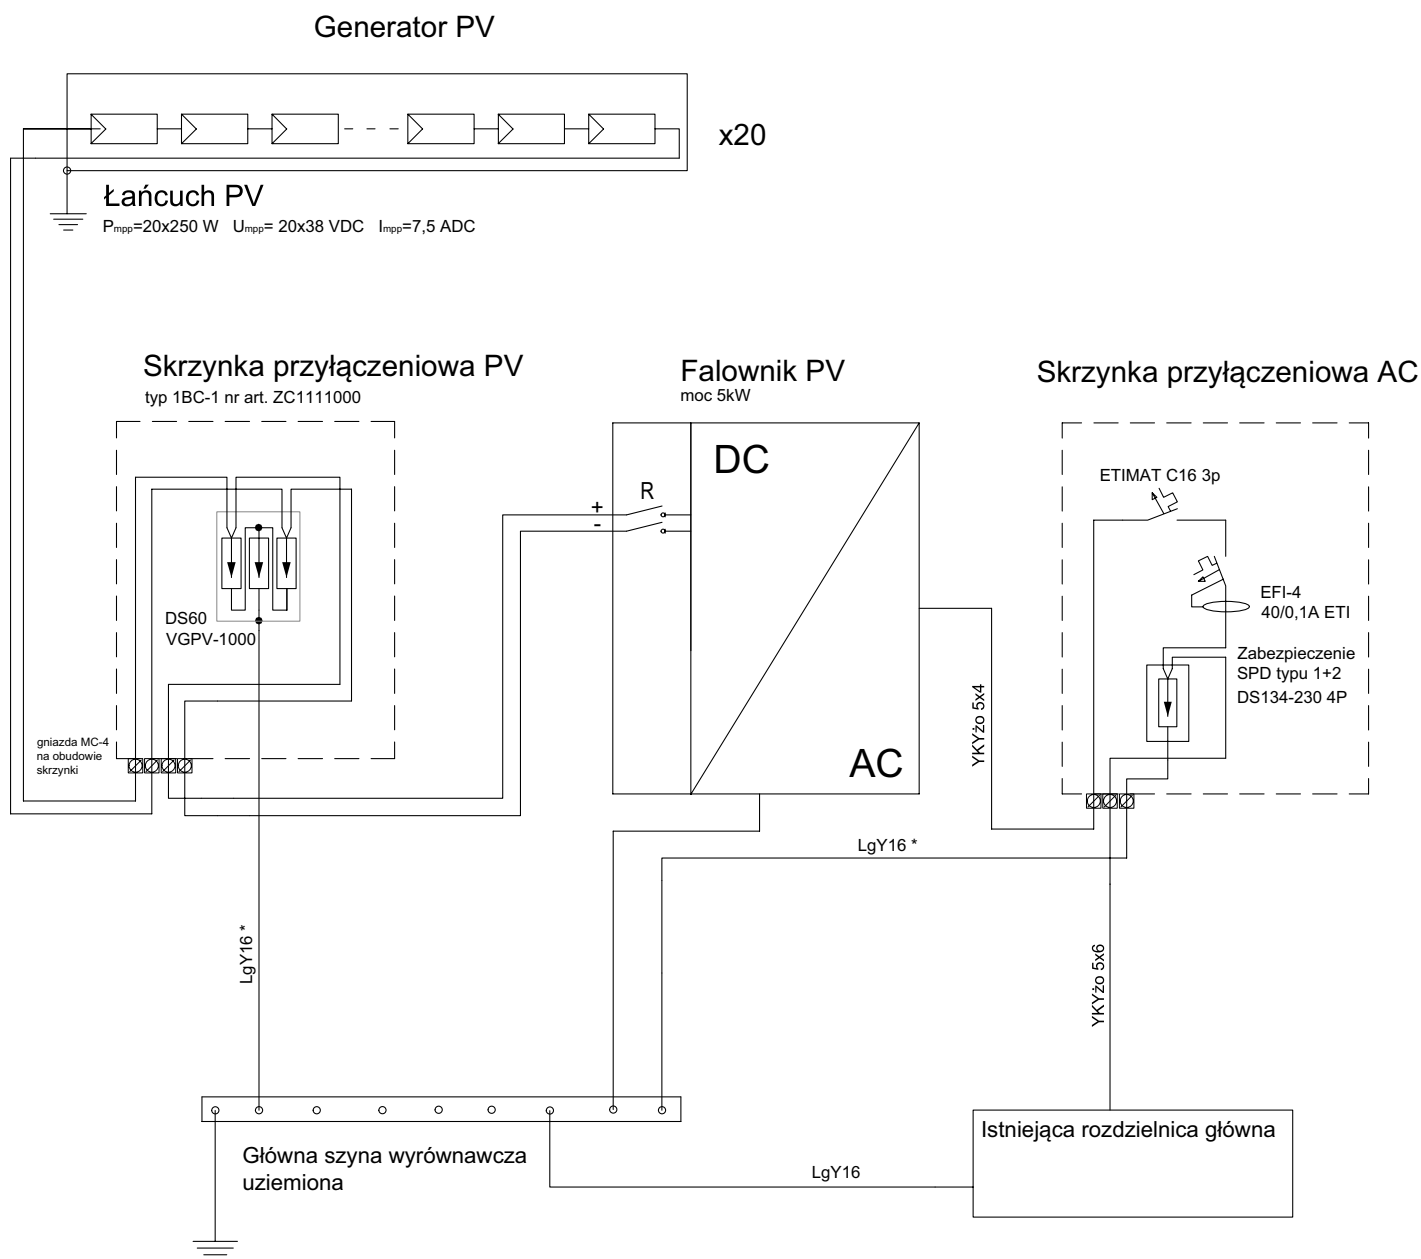 Generator PV
x20
Łańcuch PV
Pmpp=20x250 W Umpp= 20x38 VDC Impp=7,5 ADC
Skrzynka przyłączeniowa PV
typ 1BC-1 nr art. ZC1111000
Falownik PV
moc 5kW
Skrzynka przyłączeniowa AC
DC
R
+
-
AC
ETIMAT C16 3p
EFI-4
40/0,1A ETI
Zabezpieczenie
SPD typu 1+2
DS134-230 4P
DS60
VGPV-1000
gniazda MC-4
na obudowie
skrzynki
YKYżo 5x4
LgY16 *
LgY16 *
YKYżo 5x6
Główna szyna wyrównawcza
uziemiona
LgY16
Istniejąca rozdzielnica główna